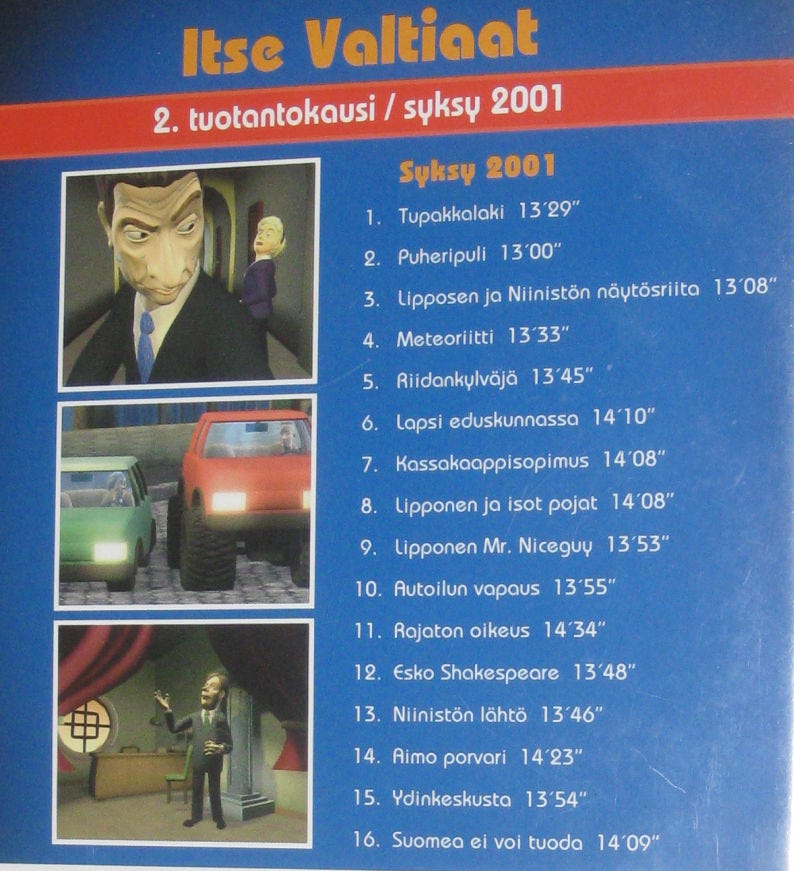 Itse Valtiaat
2. tuotantokausi / syksy 2001
Syksy 2001
1. Tupakkalaki 13´29”
2. Puheripuli 13´00”
3. Lipposen ja Niinistön näytösriita 13´08”
4. Meteoriitti 13´33”
5. Riidankylväjä 13´45”
6. Lapsi eduskunnassa 14´10”
7. Kassakaappisopimus 14´08”
8. Lipponen ja isot pojat 14´08”
9. Lipponen Mr. Niceguy 13´53”
10. Autoilun vapaus 13´55”
11. Rajaton oikeus 14´34”
12. Esko Shakespeare 13´48”
13. Niinistön lähtö 13´46”
14. Aimo porvari 14´23”
15. Ydinkeskusta 13´54”
16. Suomea ei voi tuoda 14´09”